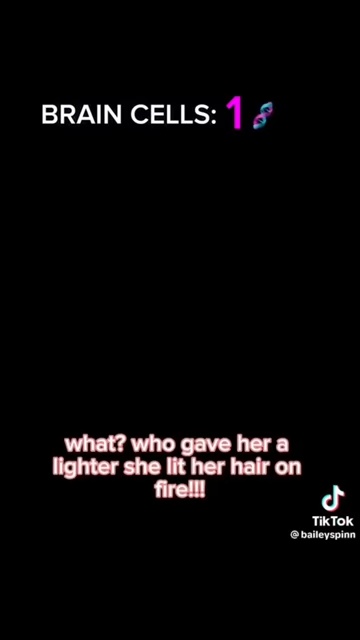 BRAIN CELLS: 1🧬
what? who gave her a
lighter she lit her hair on
fire!!!
TikTok
@baileyspinn